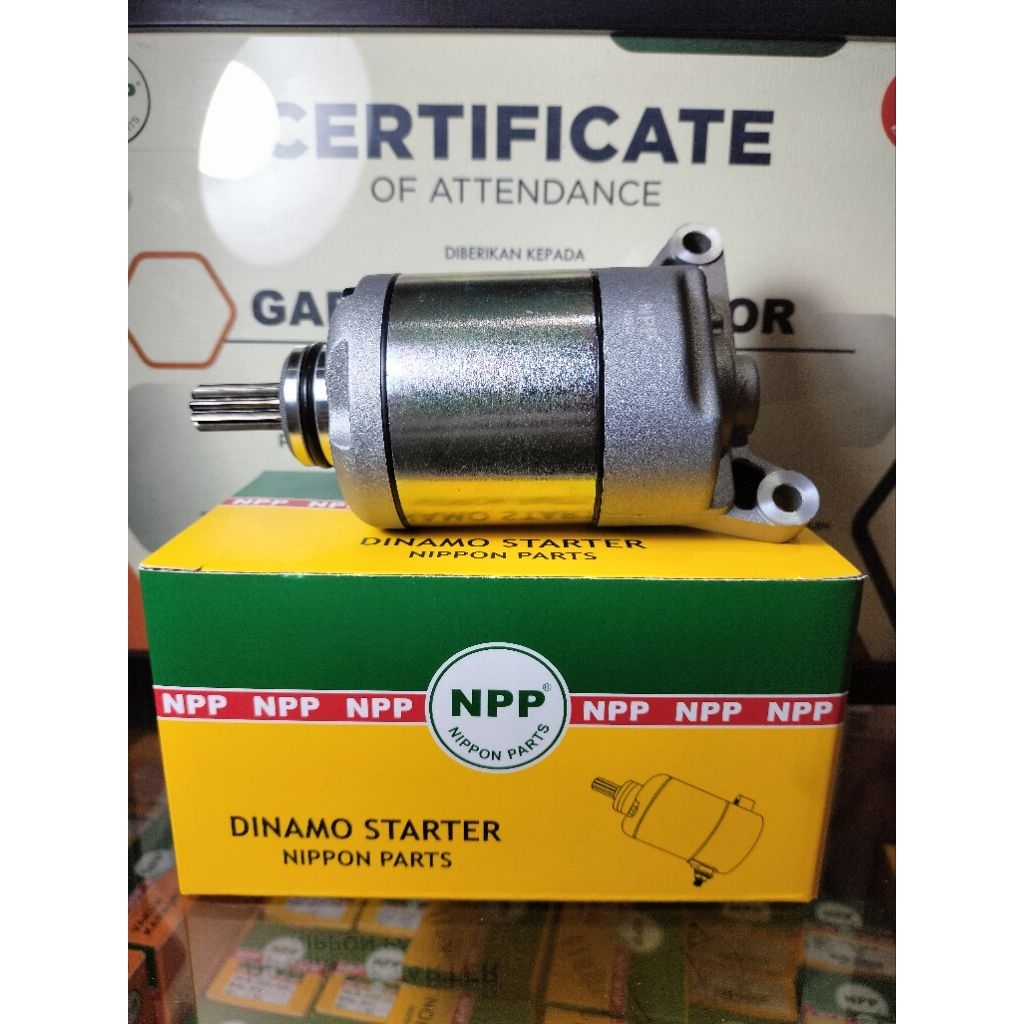 CERTIFICATE
OF ATTENDANCE
DIBERIKAN KEPADA
NPP NPP
DINAMO STARTER
NIPPON PARTS
NPP NPP NPP NPP® NPP NPP NPP
NIPPON PARTS
DINAMO STARTER
NIPPON PARTS
NPP